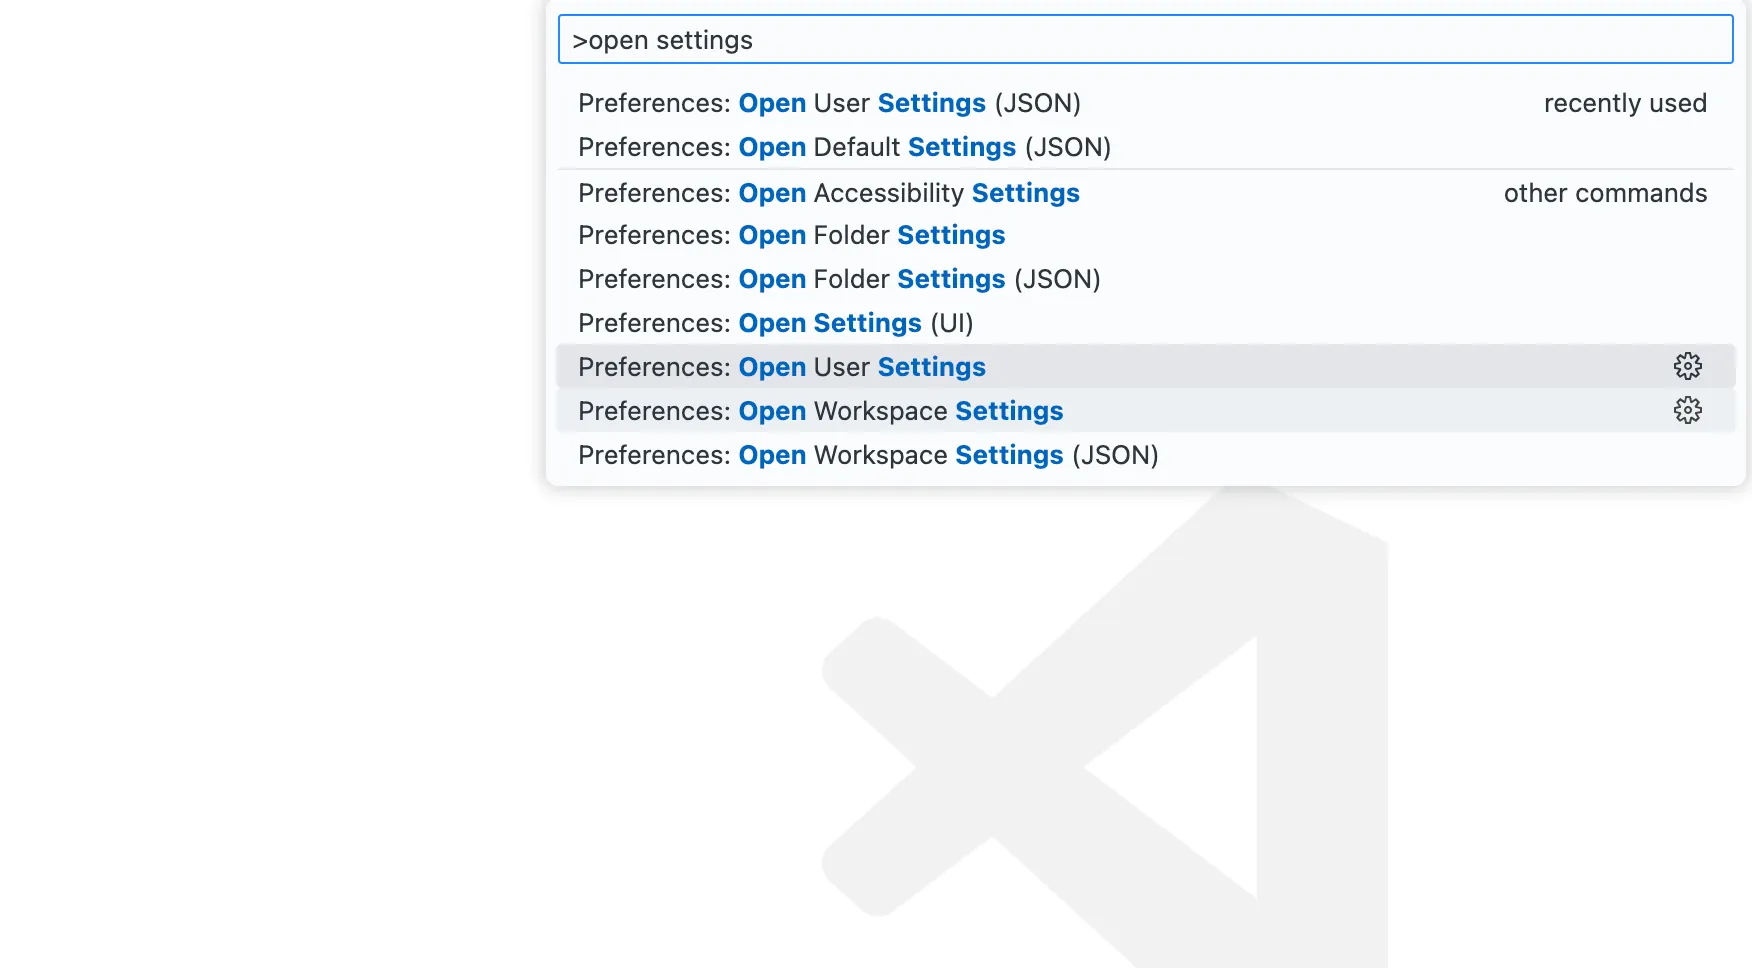 >open settings
Preferences: Open User Settings (JSON) recently used
Preferences: Open Default Settings (JSON)
Preferences: Open Accessibility Settings other commands
Preferences: Open Folder Settings
Preferences: Open Folder Settings (JSON)
Preferences: Open Settings (UI)
Preferences: Open User Settings
Preferences: Open Workspace Settings
Preferences: Open Workspace Settings (JSON)